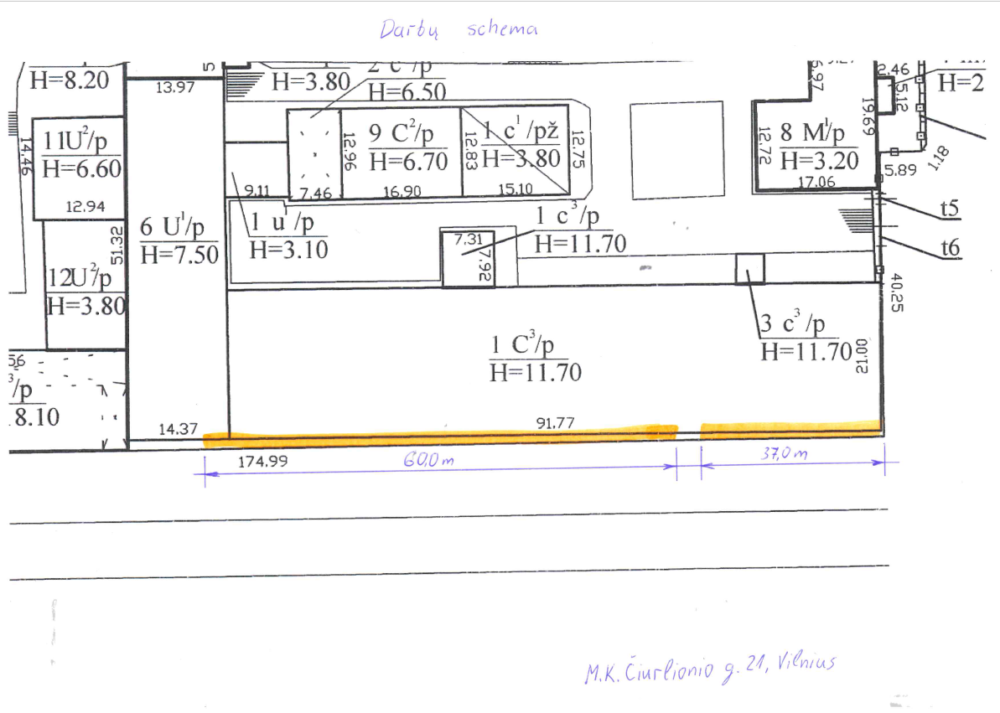 Darbų schema
H=8.20
13.97
5
H=3.80
2 c /p
H=6.50
5.97
2.46
5.12
H=2
19.69
14.46
11U²/p
H=6.60
12.94
12.96
9 C²/p
H=6.70
16.90
12.83
1 c¹/pž
H=3.80
15.10
12.75
12.72
8 M¹/p
H=3.20
17.06
5.89
1.18
9.11
7.46
t5
t6
51.32
6 U¹/p
H=7.50
1 u¹/p
H=3.10
7.31
7.92
1 c³/p
H=11.70
12U²/p
H=3.80
40.25
3 c³/p
H=11.70
21.00
1 C³/p
H=11.70
56
³/p
8.10
14.37
91.77
174.99
60,0 m
37,0 m
M.K. Čiurlionio g. 21, Vilnius